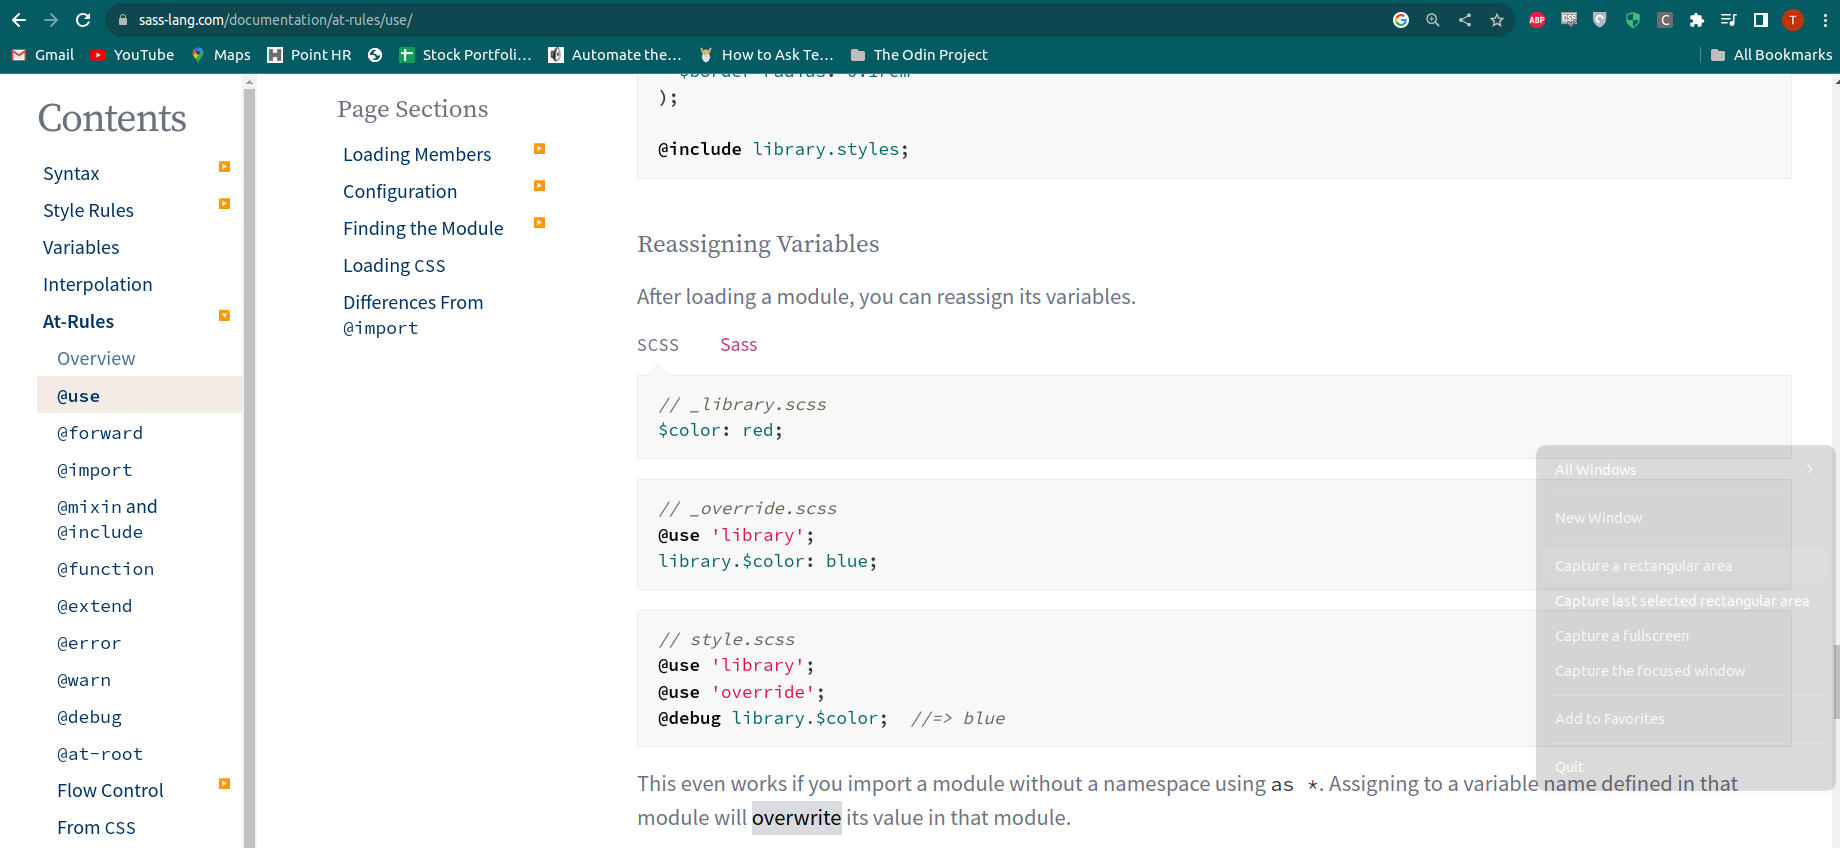 sass-lang.com/documentation/at-rules/use/
Gmail YouTube Maps Point HR Stock Portfoli... Automate the... How to Ask Te... The Odin Project All Bookmarks
Contents
Syntax
Style Rules
Variables
Interpolation
At-Rules
Overview
@use
@forward
@import
@mixin and
@include
@function
@extend
@error
@warn
@debug
@at-root
Flow Control
From CSS
Page Sections
Loading Members
Configuration
Finding the Module
Loading CSS
Differences From
@import
$border-radius: 0.1rem
);
@include library.styles;
Reassigning Variables
After loading a module, you can reassign its variables.
SCSS Sass
// _library.scss
$color: red;
// _override.scss
@use 'library';
library.$color: blue;
// style.scss
@use 'library';
@use 'override';
@debug library.$color;  //=> blue
This even works if you import a module without a namespace using as *. Assigning to a variable name defined in that
module will overwrite its value in that module.
All Windows
New Window
Capture a rectangular area
Capture last selected rectangular area
Capture a fullscreen
Capture the focused window
Add to Favorites
Quit
ABP
CSF
C
T